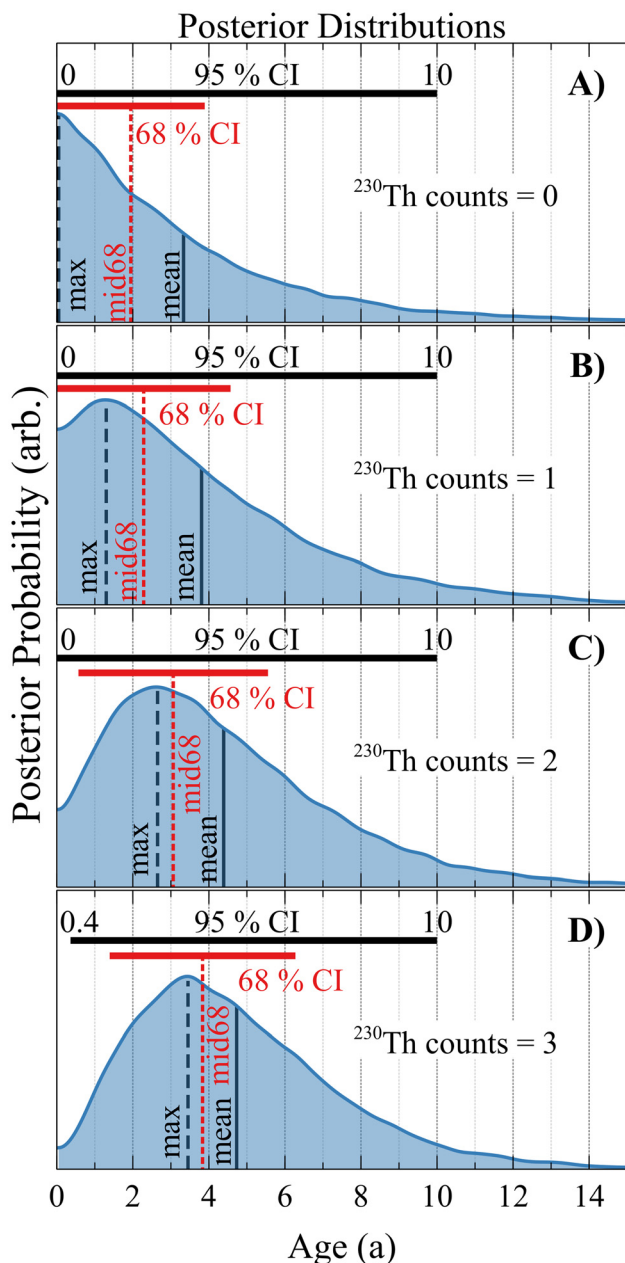 Posterior Distributions
0 95 % CI 10
A)
68 % CI
²³⁰Th counts = 0
max
mid68
mean
0 95 % CI 10
B)
68 % CI
²³⁰Th counts = 1
max
mid68
mean
0 95 % CI 10
C)
68 % CI
²³⁰Th counts = 2
max
mid68
mean
0.4 95 % CI 10
D)
68 % CI
²³⁰Th counts = 3
max
mid68
mean
0 2 4 6 8 10 12 14
Age (a)
Posterior Probability (arb.)